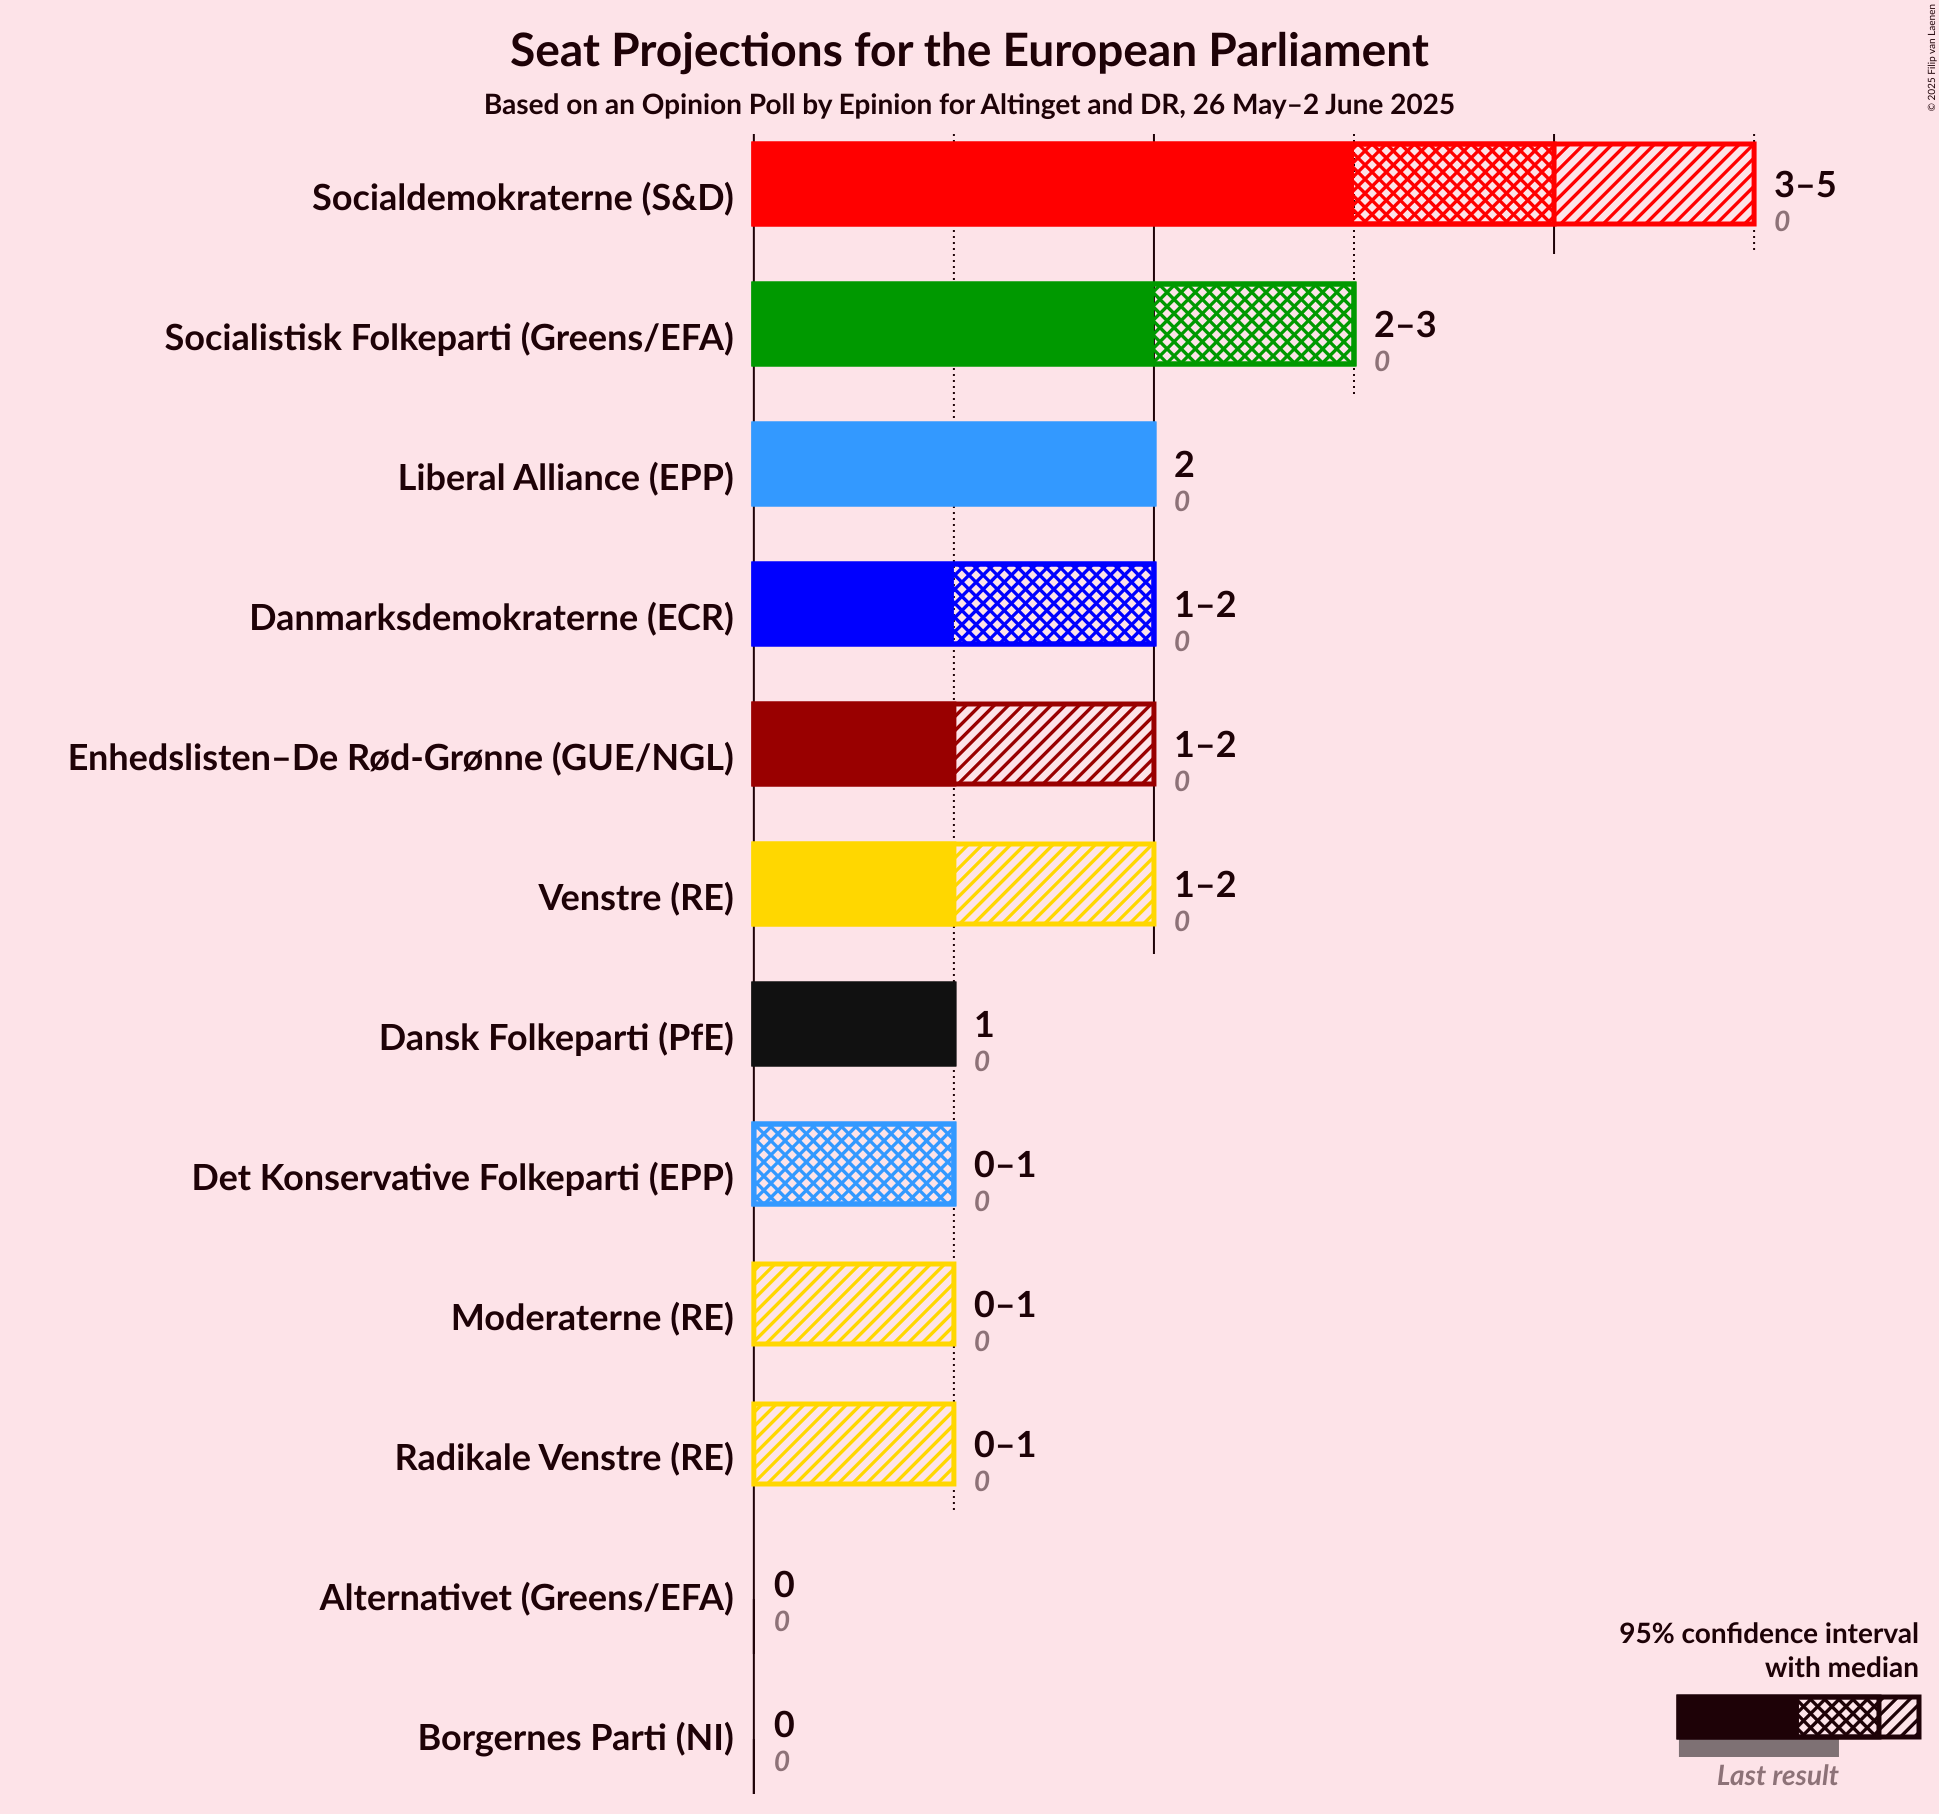 Seat Projections for the European Parliament
Based on an Opinion Poll by Epinion for Altinget and DR, 26 May–2 June 2025
© 2025 Filip van Laenen
Socialdemokraterne (S&D)
3–5
0
Socialistisk Folkeparti (Greens/EFA)
2–3
0
Liberal Alliance (EPP)
2
0
Danmarksdemokraterne (ECR)
1–2
0
Enhedslisten–De Rød-Grønne (GUE/NGL)
1–2
0
Venstre (RE)
1–2
0
Dansk Folkeparti (PfE)
1
0
Det Konservative Folkeparti (EPP)
0–1
0
Moderaterne (RE)
0–1
0
Radikale Venstre (RE)
0–1
0
Alternativet (Greens/EFA)
0
0
Borgernes Parti (NI)
0
0
95% confidence interval
with median
Last result